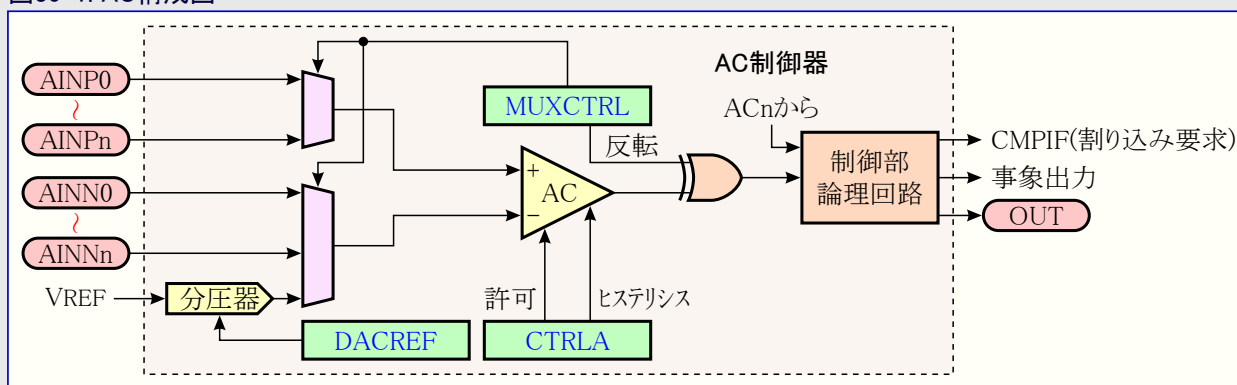 AC制御器
AINP0
~
AINPn
MUXCTRL
ACnから
反転
制御部
論理回路
CMPIF(割り込み要求)
事象出力
OUT
AINN0
~
AINNn
+
AC
−
VREF
分圧器
許可
ヒステリシス
DACREF
CTRLA